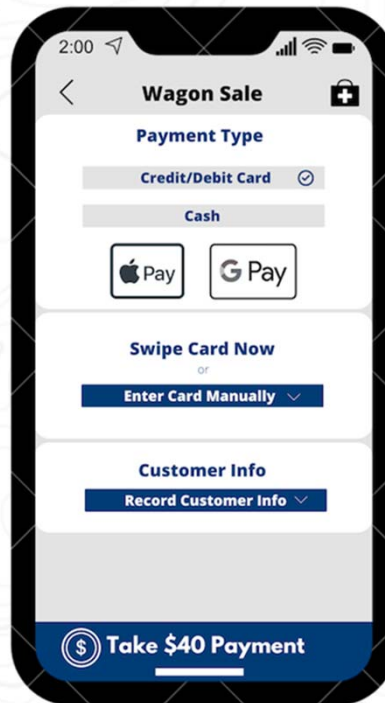 2:00
Wagon Sale
Payment Type
Credit/Debit Card
Cash
Pay
G Pay
Swipe Card Now
or
Enter Card Manually
Record Customer Info
Customer Info
$ Take $40 Payment